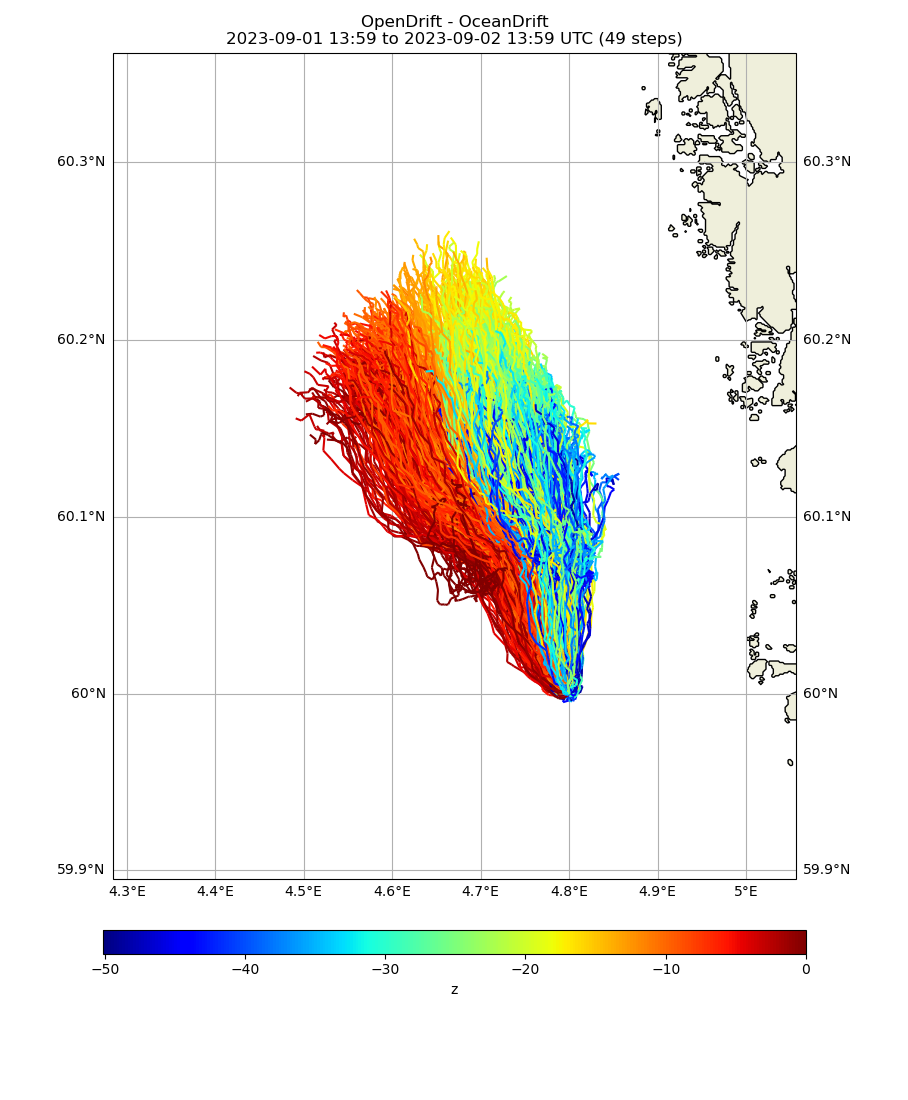 OpenDrift - OceanDrift
2023-09-01 13:59 to 2023-09-02 13:59 UTC (49 steps)
60.3°N 60.3°N
60.2°N 60.2°N
60.1°N 60.1°N
60°N 60°N
59.9°N 59.9°N
4.3°E 4.4°E 4.5°E 4.6°E 4.7°E 4.8°E 4.9°E 5°E
−50 −40 −30 −20 −10 0
z